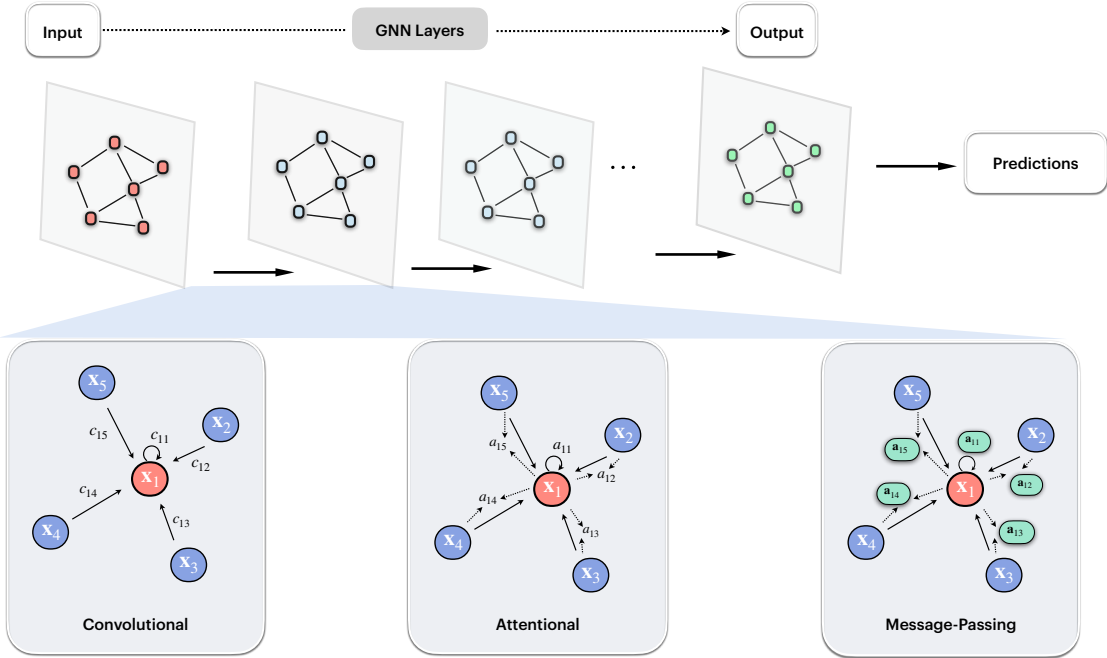 Input
GNN Layers
Output
...
Predictions
x₅
c₁₅
c₁₁
x₂
c₁₂
x₁
c₁₄
c₁₃
x₄
x₃
Convolutional
x₅
a₁₅
a₁₁
x₂
a₁₂
x₁
a₁₄
a₁₃
x₄
x₃
Attentional
x₅
a₁₅
a₁₁
x₂
a₁₂
x₁
a₁₄
a₁₃
x₄
x₃
Message-Passing